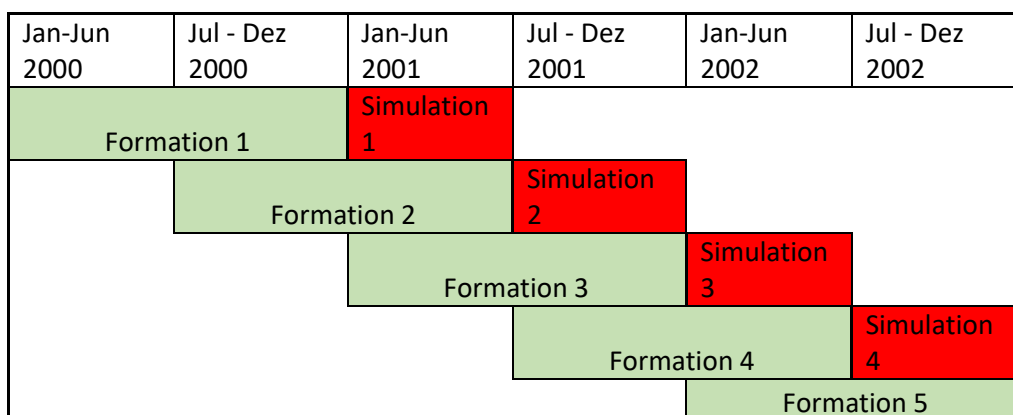 Jan-Jun
2000
Jul - Dez
2000
Jan-Jun
2001
Jul - Dez
2001
Jan-Jun
2002
Jul - Dez
2002
Formation 1
Simulation
1
Formation 2
Simulation
2
Formation 3
Simulation
3
Formation 4
Simulation
4
Formation 5